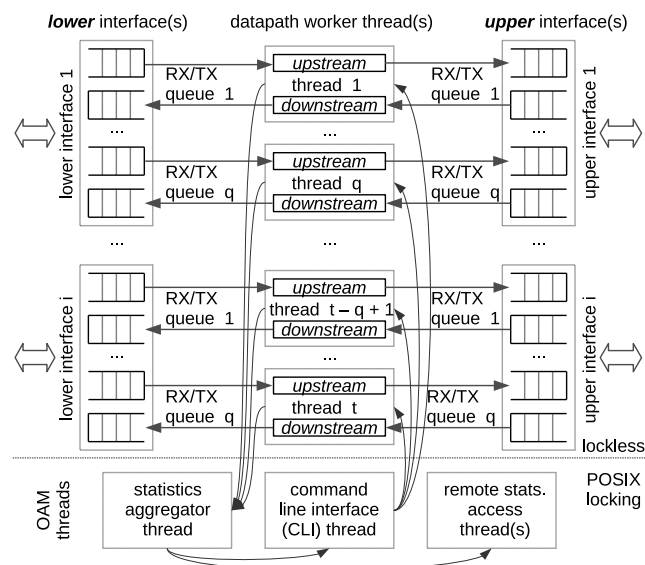 lower interface(s) datapath worker thread(s) upper interface(s)
lower interface 1
RX/TX
queue 1
upstream
thread 1
downstream
RX/TX
queue 1
upper interface 1
...
...
...
RX/TX
queue q
upstream
thread q
downstream
RX/TX
queue q
...
...
...
lower interface i
RX/TX
queue 1
upstream
thread t – q + 1
downstream
RX/TX
queue 1
upper interface i
...
...
...
RX/TX
queue q
upstream
thread t
downstream
RX/TX
queue q
lockless
OAM
threads
statistics
aggregator
thread
command
line interface
(CLI) thread
remote stats.
access
thread(s)
POSIX
locking